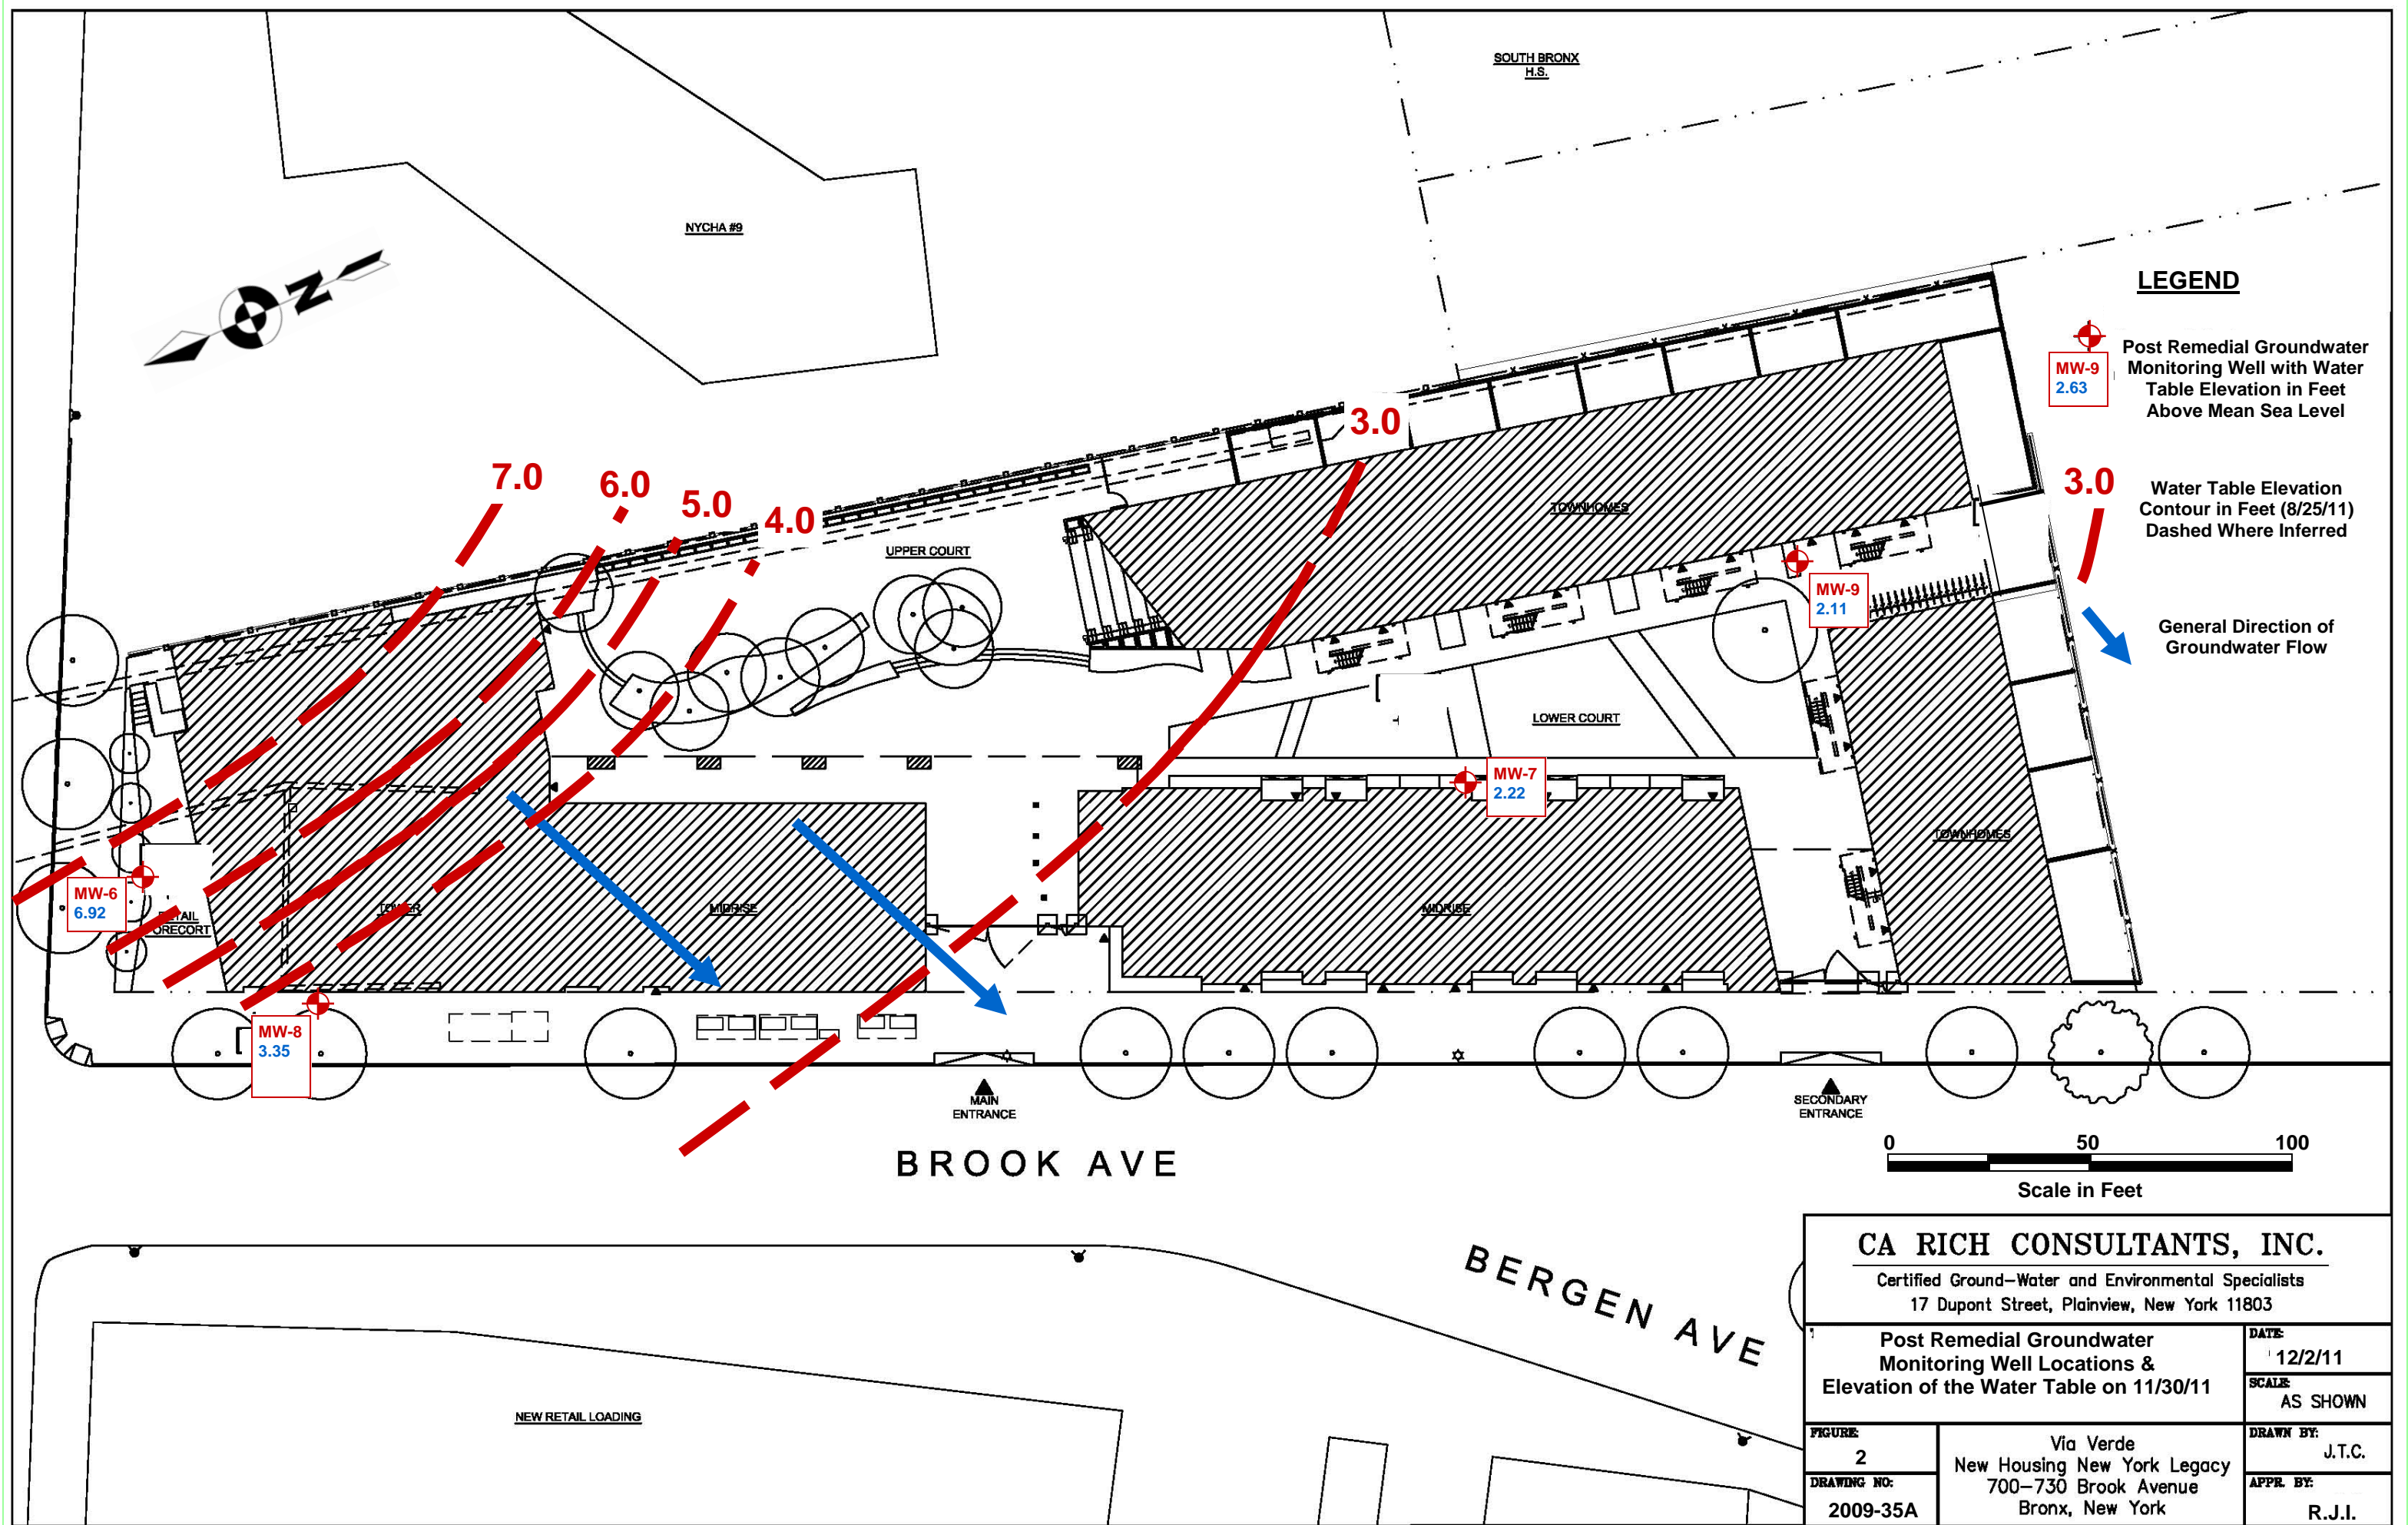 SOUTH BRONX
H.S.
NYCHA #9
N
LEGEND
MW-9
2.63
Post Remedial Groundwater
Monitoring Well with Water
Table Elevation in Feet
Above Mean Sea Level
3.0
Water Table Elevation
Contour in Feet (8/25/11)
Dashed Where Inferred
General Direction of
Groundwater Flow
7.0
6.0
5.0
4.0
3.0
UPPER COURT
TOWNHOMES
MW-9
2.11
LOWER COURT
MW-7
2.22
TOWNHOMES
MW-6
6.92
RETAIL
FORECORT
TOWER
MIDRISE
MIDRISE
MW-8
3.35
MAIN
ENTRANCE
SECONDARY
ENTRANCE
BROOK AVE
0 50 100
Scale in Feet
BERGEN AVE
NEW RETAIL LOADING
CA RICH CONSULTANTS, INC.
Certified Ground-Water and Environmental Specialists
17 Dupont Street, Plainview, New York 11803
Post Remedial Groundwater
Monitoring Well Locations &
Elevation of the Water Table on 11/30/11
DATE:
12/2/11
SCALE:
AS SHOWN
FIGURE:
2
DRAWING NO:
2009-35A
Via Verde
New Housing New York Legacy
700-730 Brook Avenue
Bronx, New York
DRAWN BY:
J.T.C.
APPR. BY:
R.J.I.